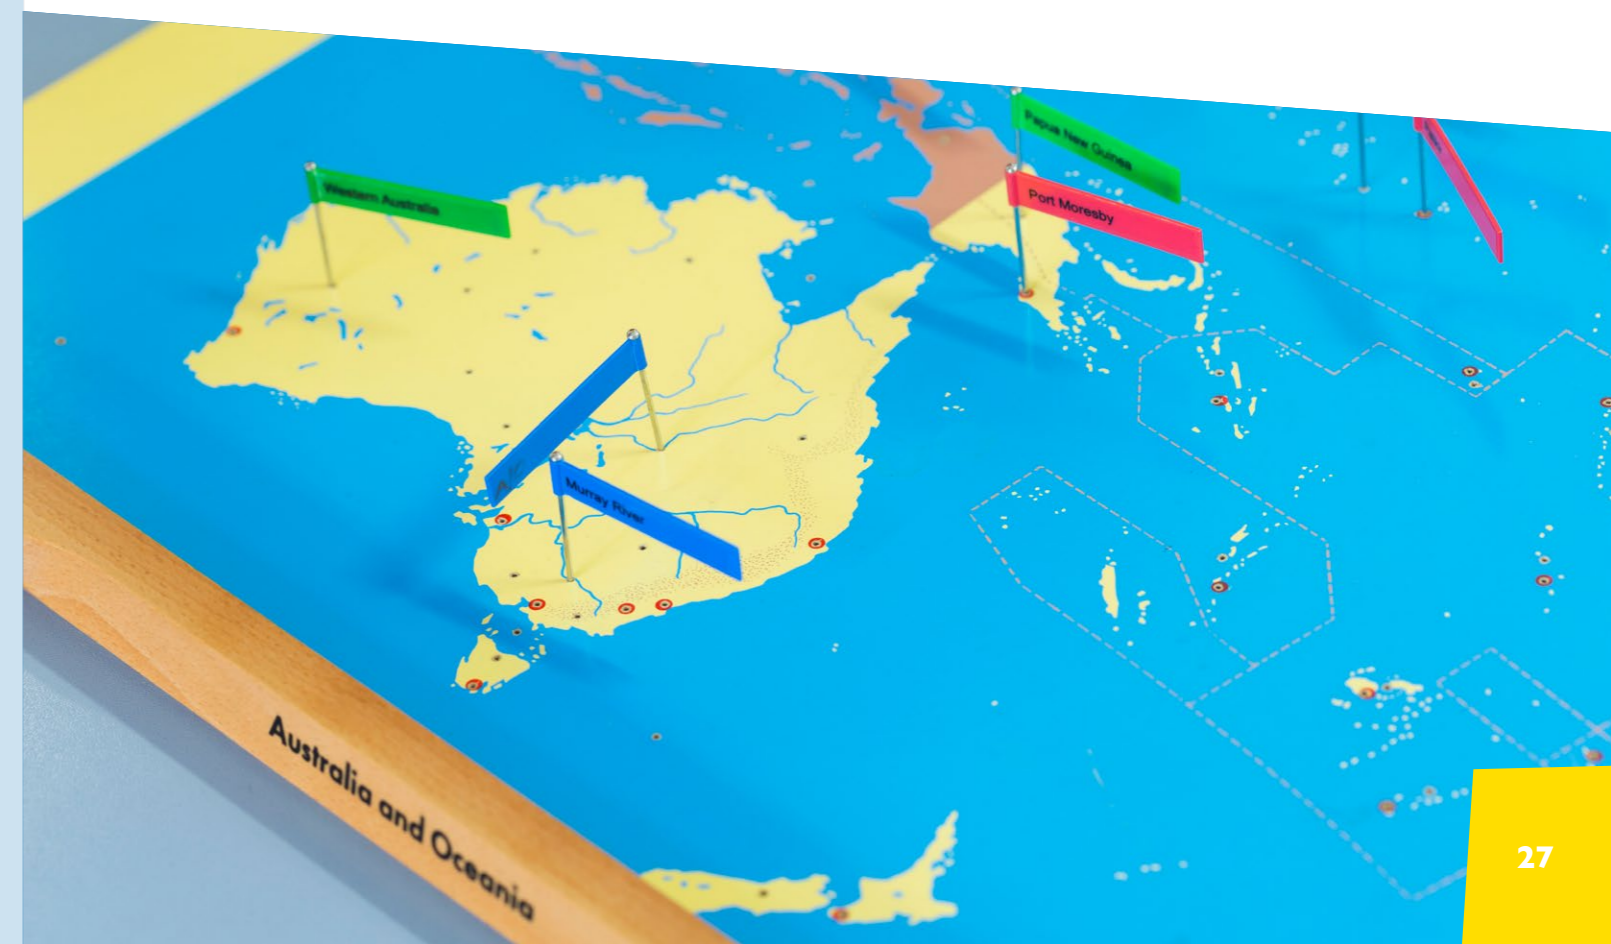 Papua New Guinea
Western Australia
Port Moresby
Murray River
Australia and Oceania
27